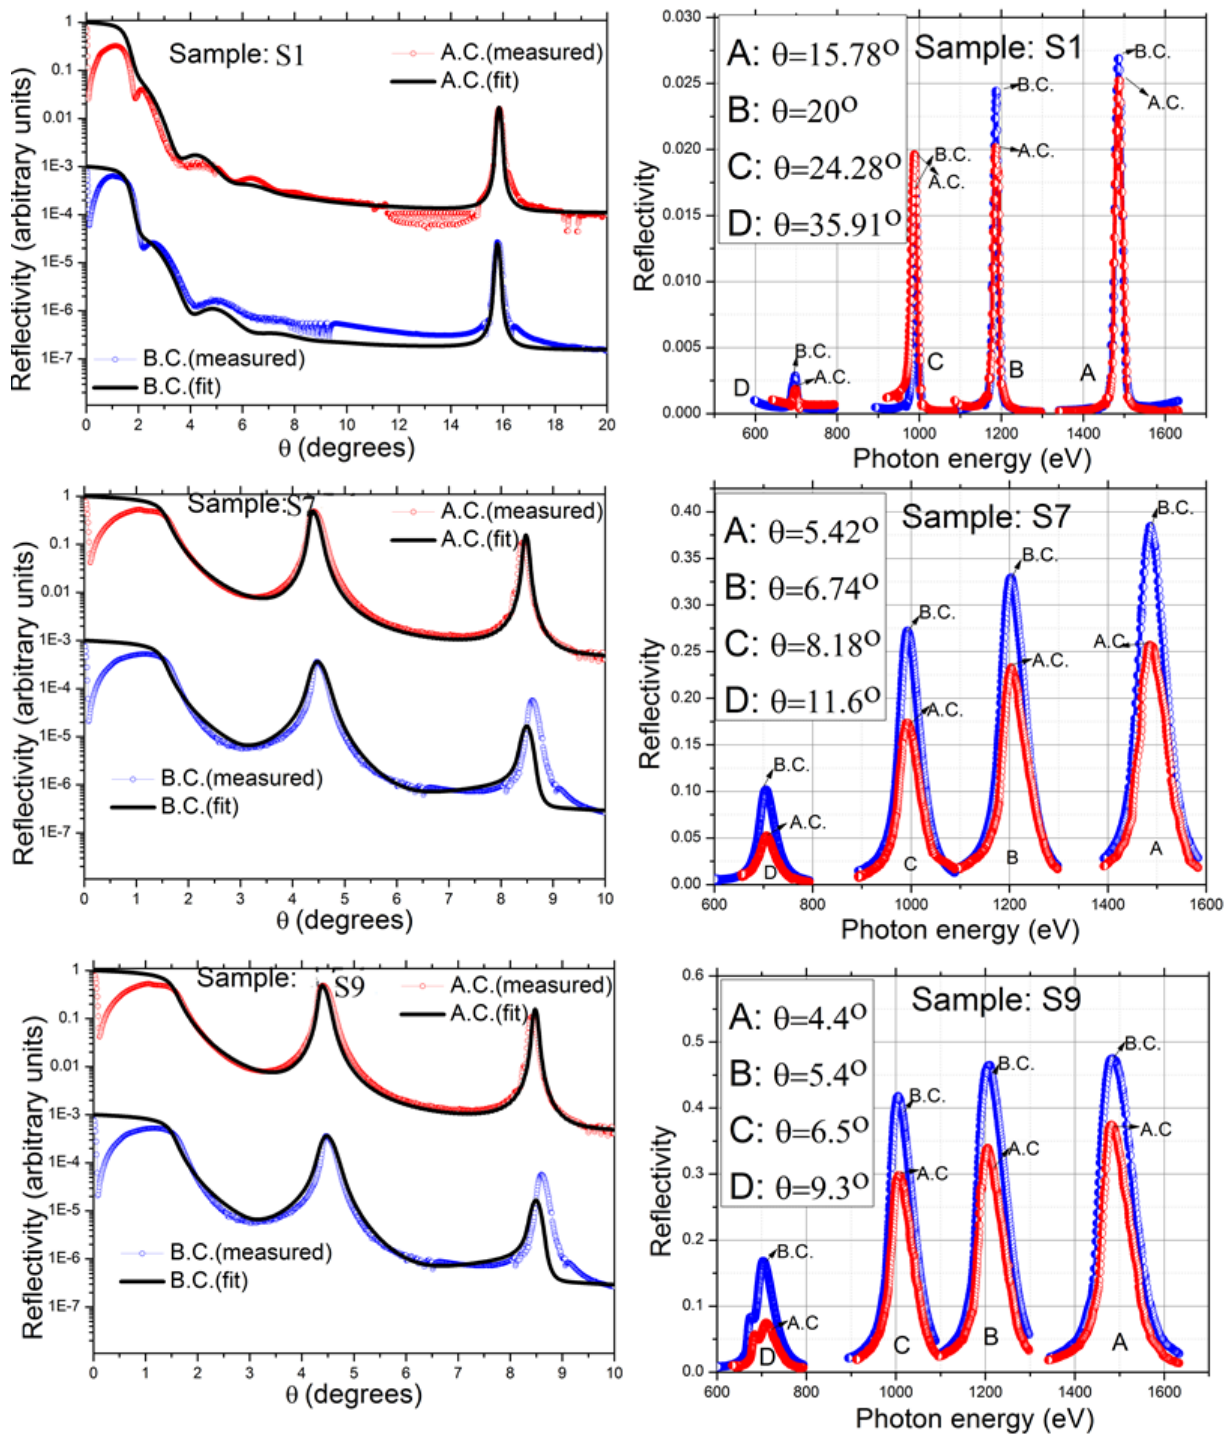 Sample: S1
A.C.(measured)
A.C.(fit)
B.C.(measured)
B.C.(fit)
Reflectivity (arbitrary units)
1
0.1
0.01
1E-3
1E-4
1E-5
1E-6
1E-7
0 2 4 6 8 10 12 14 16 18 20
θ (degrees)
Sample: S1
A: θ=15.78°
B: θ=20°
C: θ=24.28°
D: θ=35.91°
B.C.
A.C.
B.C.
A.C.
B.C.
A.C.
B.C.
A.C.
D C B A
Reflectivity
0.030
0.025
0.020
0.015
0.010
0.005
0.000
600 800 1000 1200 1400 1600
Photon energy (eV)
Sample:S7
A.C.(measured)
A.C.(fit)
B.C.(measured)
B.C.(fit)
Reflectivity (arbitrary units)
1
0.1
0.01
1E-3
1E-4
1E-5
1E-6
1E-7
0 1 2 3 4 5 6 7 8 9 10
θ (degrees)
Sample: S7
A: θ=5.42°
B: θ=6.74°
C: θ=8.18°
D: θ=11.6°
B.C.
B.C.
B.C.
A.C.
A.C.
A.C.
B.C.
A.C.
D C B A
Reflectivity
0.40
0.35
0.30
0.25
0.20
0.15
0.10
0.05
0.00
600 800 1000 1200 1400 1600
Photon energy (eV)
Sample: S9
A.C.(measured)
A.C.(fit)
B.C.(measured)
B.C.(fit)
Reflectivity (arbitrary units)
1
0.1
0.01
1E-3
1E-4
1E-5
1E-6
1E-7
0 1 2 3 4 5 6 7 8 9 10
θ (degrees)
Sample: S9
A: θ=4.4°
B: θ=5.4°
C: θ=6.5°
D: θ=9.3°
B.C.
B.C.
B.C.
A.C
A.C
A.C
B.C.
A.C
D C B A
Reflectivity
0.6
0.5
0.4
0.3
0.2
0.1
0.0
600 800 1000 1200 1400 1600
Photon energy (eV)